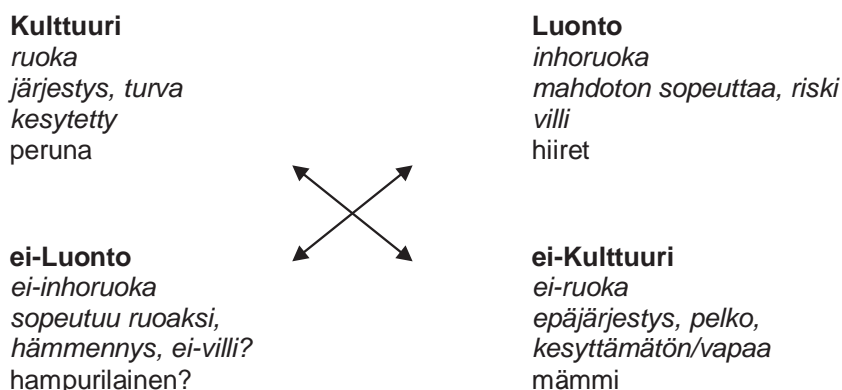 Kulttuuri
ruoka
järjestys, turva
kesytetty
peruna
Luonto
inhoruoka
mahdoton sopeuttaa, riski
villi
hiiret
ei-Luonto
ei-inhoruoka
sopeutuu ruoaksi,
hämmennys, ei-villi?
hampurilainen?
ei-Kulttuuri
ei-ruoka
epäjärjestys, pelko,
kesyttämätön/vapaa
mämmi